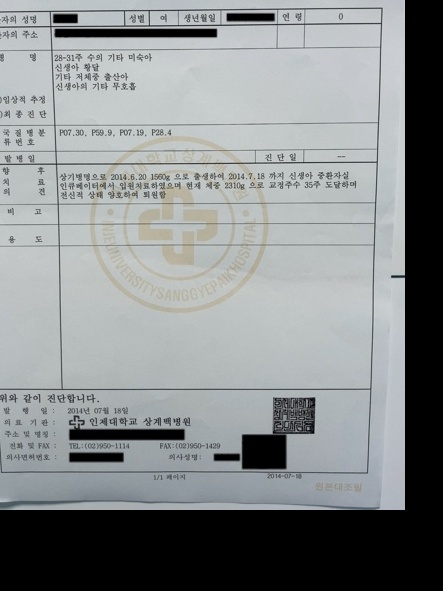 자의 성명 성별 여 생년월일 연 령 0
자의 주소
병 명 28-31주 수의 기타 미숙아
신생아 황달
기타 저체중 출산아
신생아의 기타 무호흡
)임상적 추정
)최 종 진 단
국 질 병 분
류 번 호 P07.30, P59.9, P07.19, P28.4
발 병 일 진 단 일 --
향 후
치 료
의 견
상기병명으로 2014.6.20 1560g 으로 출생하여 2014.7.18 까지 신생아 중환자실
인큐베이터에서 입원치료하였으며 현재 체중 2310g 으로 교정주수 35주 도달하며
전신적 상태 양호하여 퇴원함
비 고
용 도
INJE UNIVERSITY SANGGYE PAIK HOSPITAL
위와 같이 진단합니다.
발 행 일 : 2014년 07월 18일
의 료 기 관 : 인제대학교 상계백병원
주소 및 명칭 :
전화 및 FAX : TEL:(02)950-1114 FAX:(02)950-1429
의사면허번호 : 의사성명:
1/1 페이지 2014-07-18
원본대조필